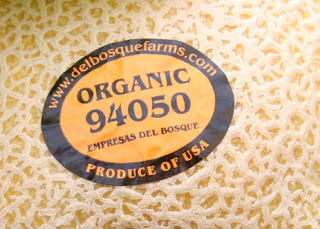 www.delbosquefarms.com
ORGANIC
94050
EMPRESAS DEL BOSQUE
PRODUCE OF USA